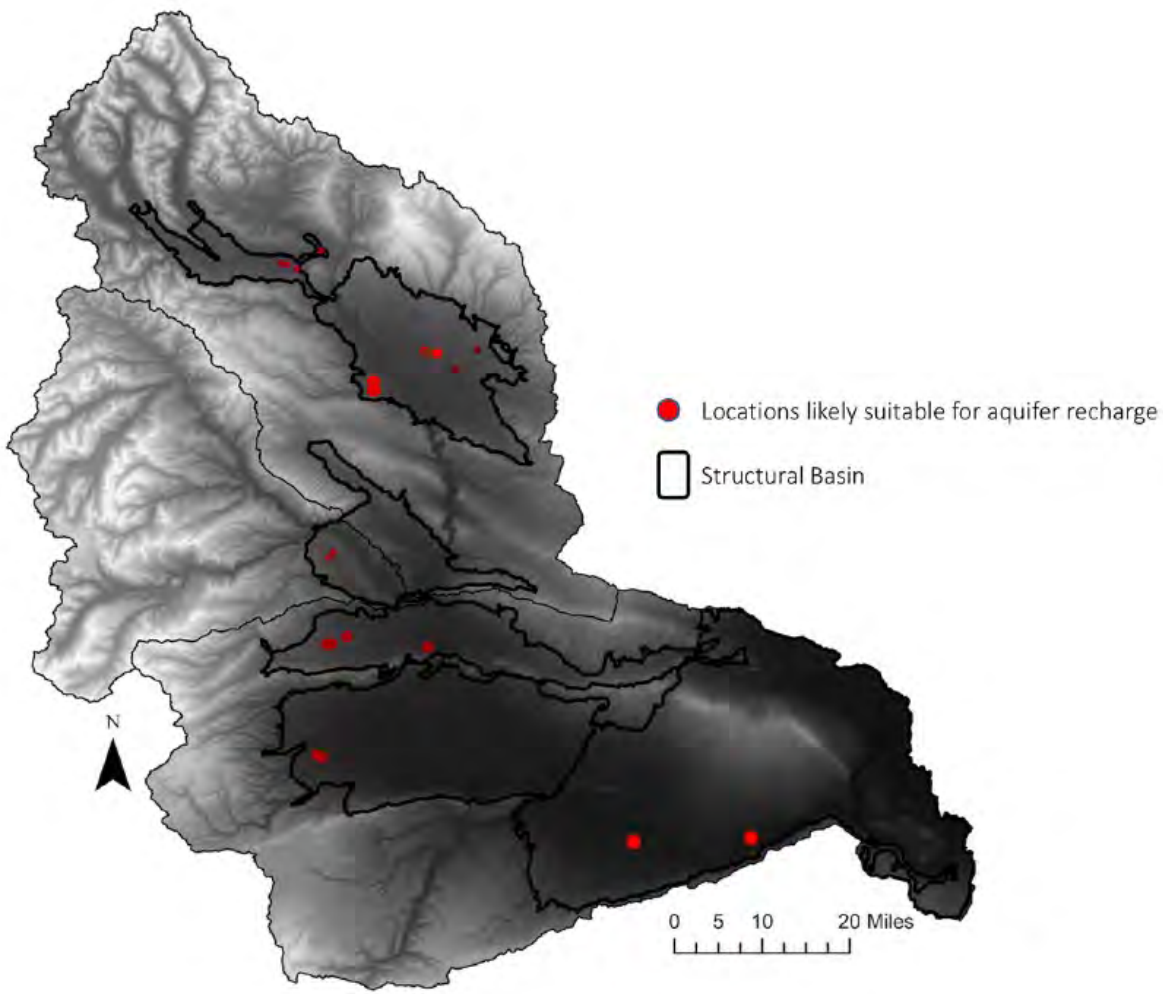 Locations likely suitable for aquifer recharge
Structural Basin
N
0 5 10 20 Miles